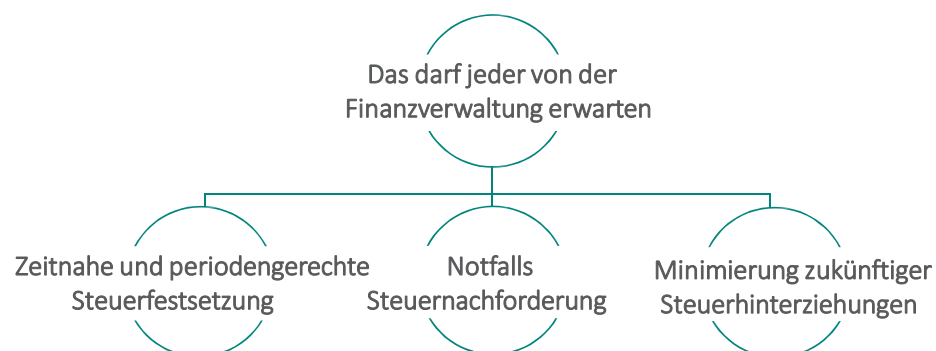 Das darf jeder von der
Finanzverwaltung erwarten
Zeitnahe und periodengerechte
Steuerfestsetzung
Notfalls
Steuernachforderung
Minimierung zukünftiger
Steuerhinterziehungen